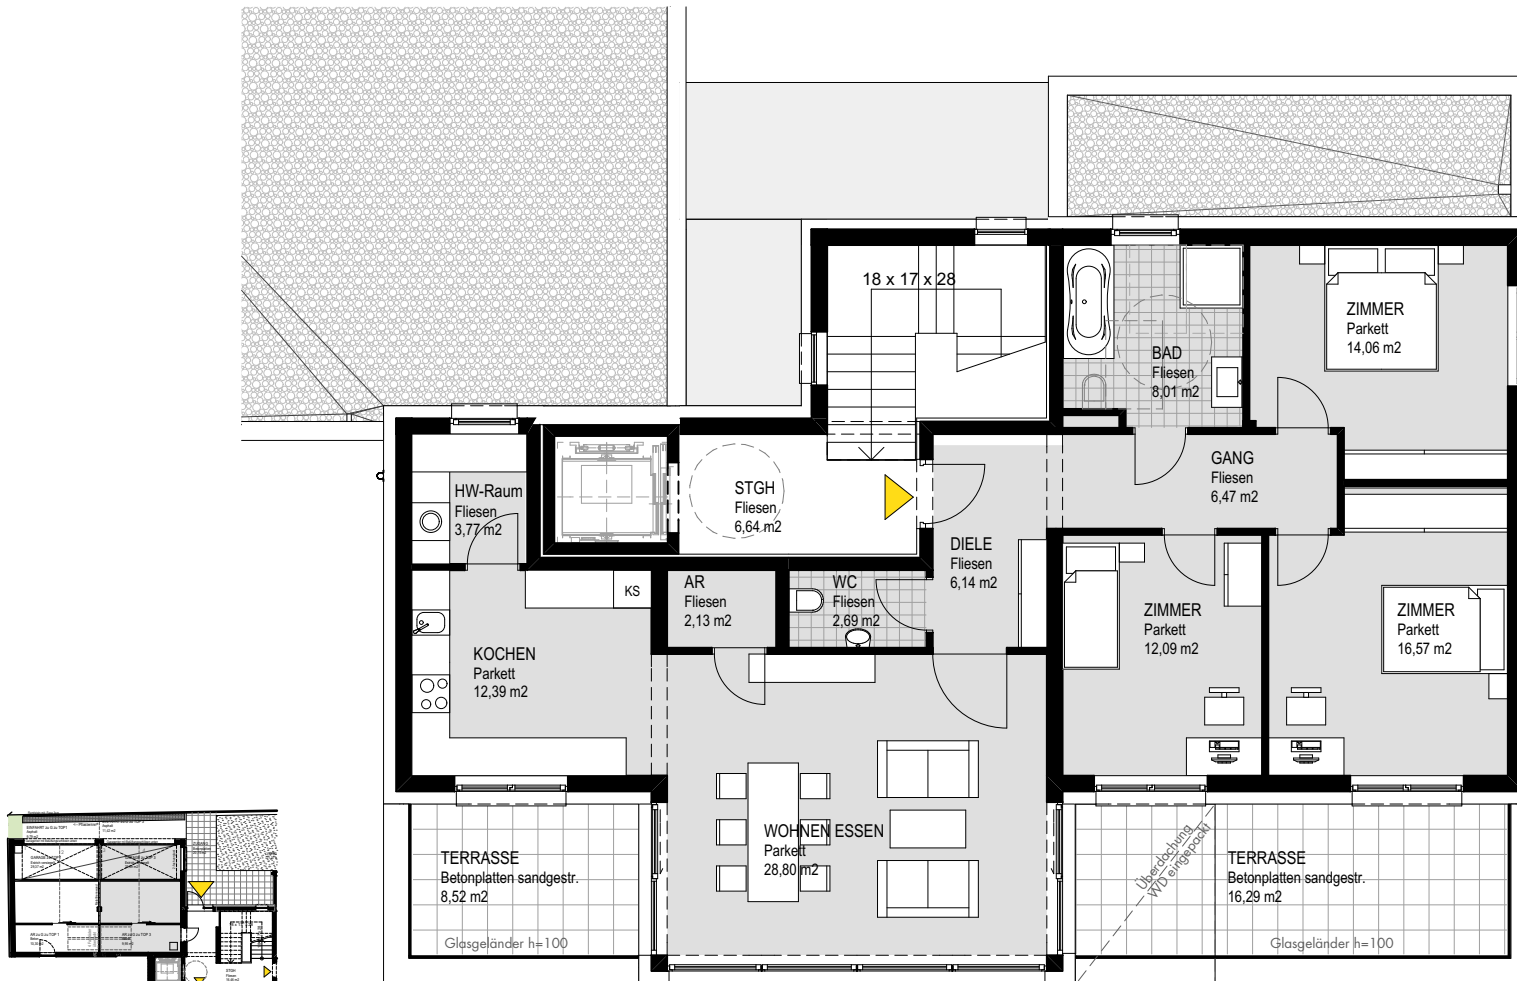 18 x 17 x 28
ZIMMER
Parkett
14,06 m2
BAD
Fliesen
8,01 m2
GANG
Fliesen
6,47 m2
HW-Raum
Fliesen
3,77 m2
STGH
Fliesen
6,64 m2
DIELE
Fliesen
6,14 m2
AR
Fliesen
2,13 m2
WC
Fliesen
2,69 m2
KS
KOCHEN
Parkett
12,39 m2
ZIMMER
Parkett
12,09 m2
ZIMMER
Parkett
16,57 m2
WOHNEN ESSEN
Parkett
28,80 m2
TERRASSE
Betonplatten sandgestr.
8,52 m2
Glasgeländer h=100
Überdachung
VVD eingepackt
TERRASSE
Betonplatten sandgestr.
16,29 m2
Glasgeländer h=100
STGH
Fliesen